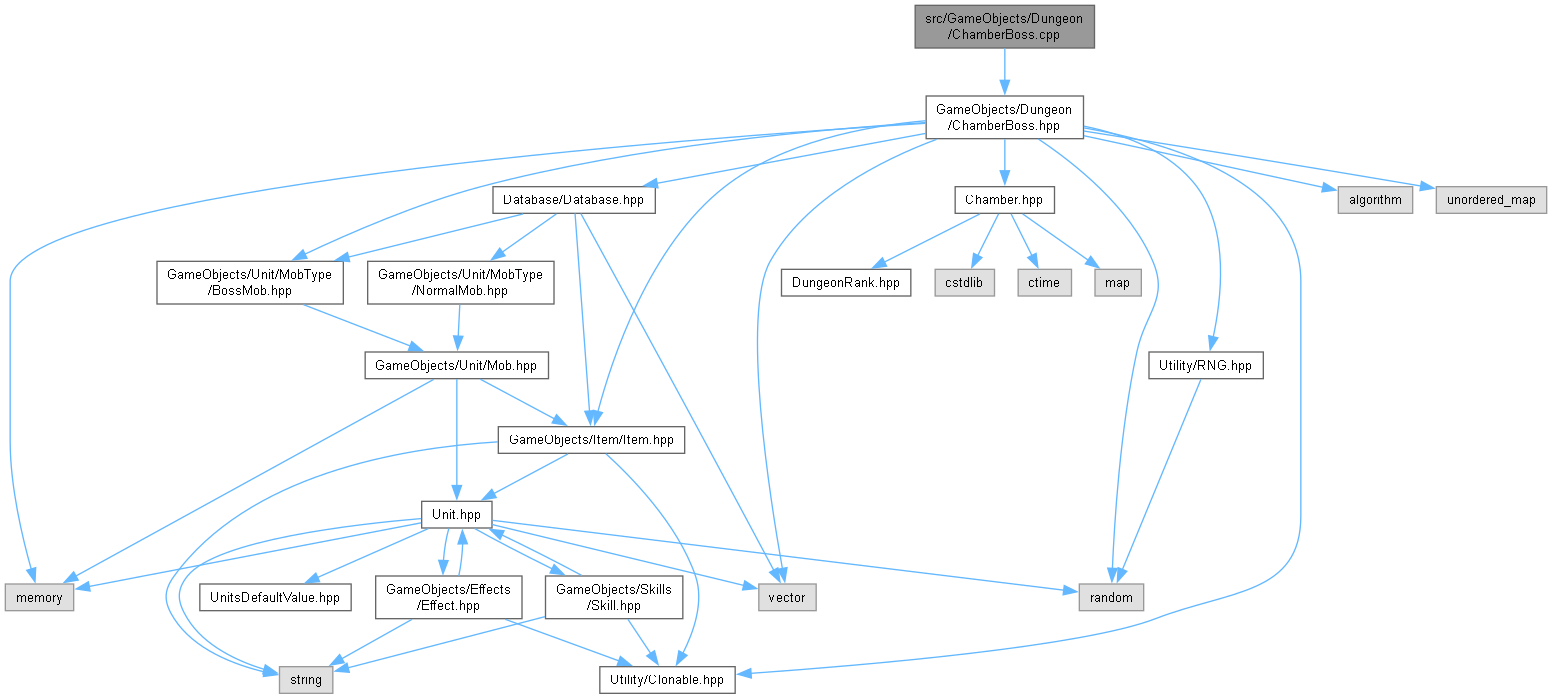 src/GameObjects/Dungeon
/ChamberBoss.cpp
GameObjects/Dungeon
/ChamberBoss.hpp
Database/Database.hpp
Chamber.hpp
algorithm
unordered_map
GameObjects/Unit/MobType
/BossMob.hpp
GameObjects/Unit/MobType
/NormalMob.hpp
DungeonRank.hpp
cstdlib
ctime
map
GameObjects/Unit/Mob.hpp
Utility/RNG.hpp
GameObjects/Item/Item.hpp
Unit.hpp
memory
UnitsDefaultValue.hpp
GameObjects/Effects
/Effect.hpp
GameObjects/Skills
/Skill.hpp
vector
random
string
Utility/Clonable.hpp